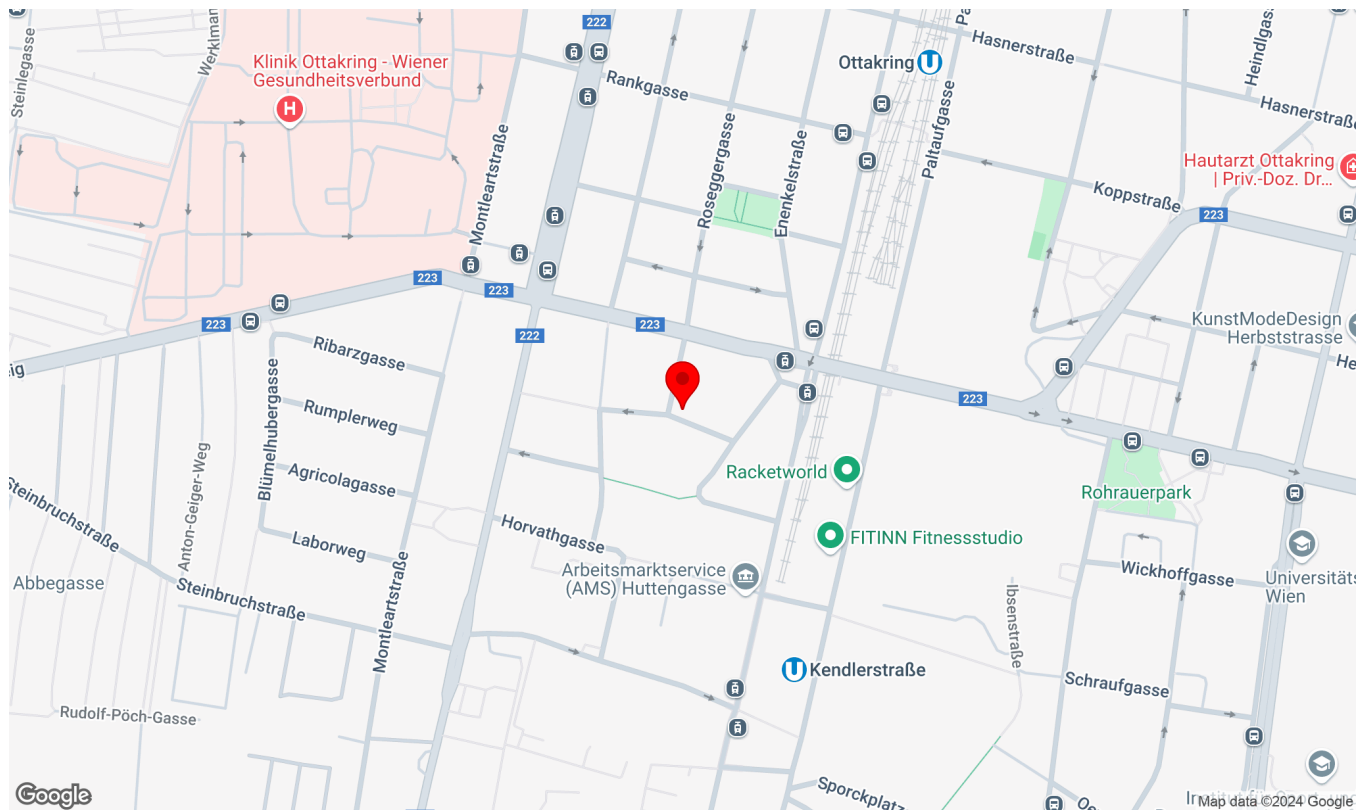 222
Hasnerstraße
Heindlgasse
Steinlegasse
Klinik Ottakring - Wiener
Gesundheitsverbund
H
Ottakring
U
Rankgasse
Hasnerstraße
Montleartstraße
Roseggergasse
Enenkelstraße
Paltaufgasse
Hautarzt Ottakring
| Priv.-Doz. Dr...
Koppstraße
223
223
223
223
223
222
KunstModeDesign
Herbststrasse
Ribarzgasse
Rumplerweg
Blümelhubergasse
Agricolagasse
223
Racketworld
Rohrauerpark
Anton-Geiger-Weg
Steinbruchstraße
Horvathgasse
FITINN Fitnessstudio
Laborweg
Abbegasse
Arbeitsmarktservice
(AMS) Huttengasse
Wickhoffgasse
Universitäts
Wien
Steinbruchstraße
Montleartstraße
Ibsenstraße
U
Kendlerstraße
Schraufgasse
Rudolf-Pöch-Gasse
Sporckplatz
Google
Map data ©2024 Google